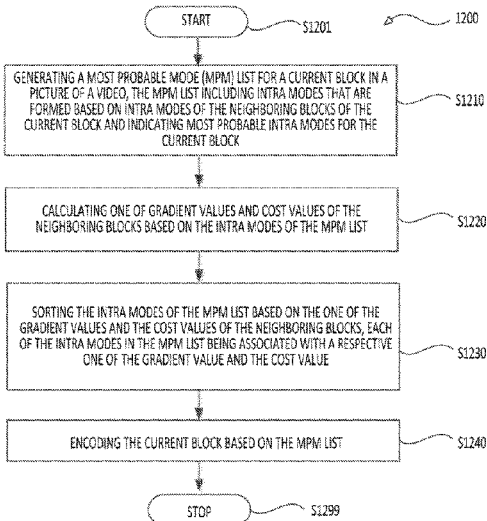 START
S1201
1200
GENERATING A MOST PROBABLE MODE (MPM) LIST FOR A CURRENT BLOCK IN A
PICTURE OF A VIDEO, THE MPM LIST INCLUDING INTRA MODES THAT ARE
FORMED BASED ON INTRA MODES OF THE NEIGHBORING BLOCKS OF THE
CURRENT BLOCK AND INDICATING MOST PROBABLE INTRA MODES FOR THE
CURRENT BLOCK
S1210
CALCULATING ONE OF GRADIENT VALUES AND COST VALUES OF THE
NEIGHBORING BLOCKS BASED ON THE INTRA MODES OF THE MPM LIST
S1220
SORTING THE INTRA MODES OF THE MPM LIST BASED ON THE ONE OF THE
GRADIENT VALUES AND THE COST VALUES OF THE NEIGHBORING BLOCKS, EACH
OF THE INTRA MODES IN THE MPM LIST BEING ASSOCIATED WITH A RESPECTIVE
ONE OF THE GRADIENT VALUE AND THE COST VALUE
S1230
ENCODING THE CURRENT BLOCK BASED ON THE MPM LIST
S1240
STOP
S1299